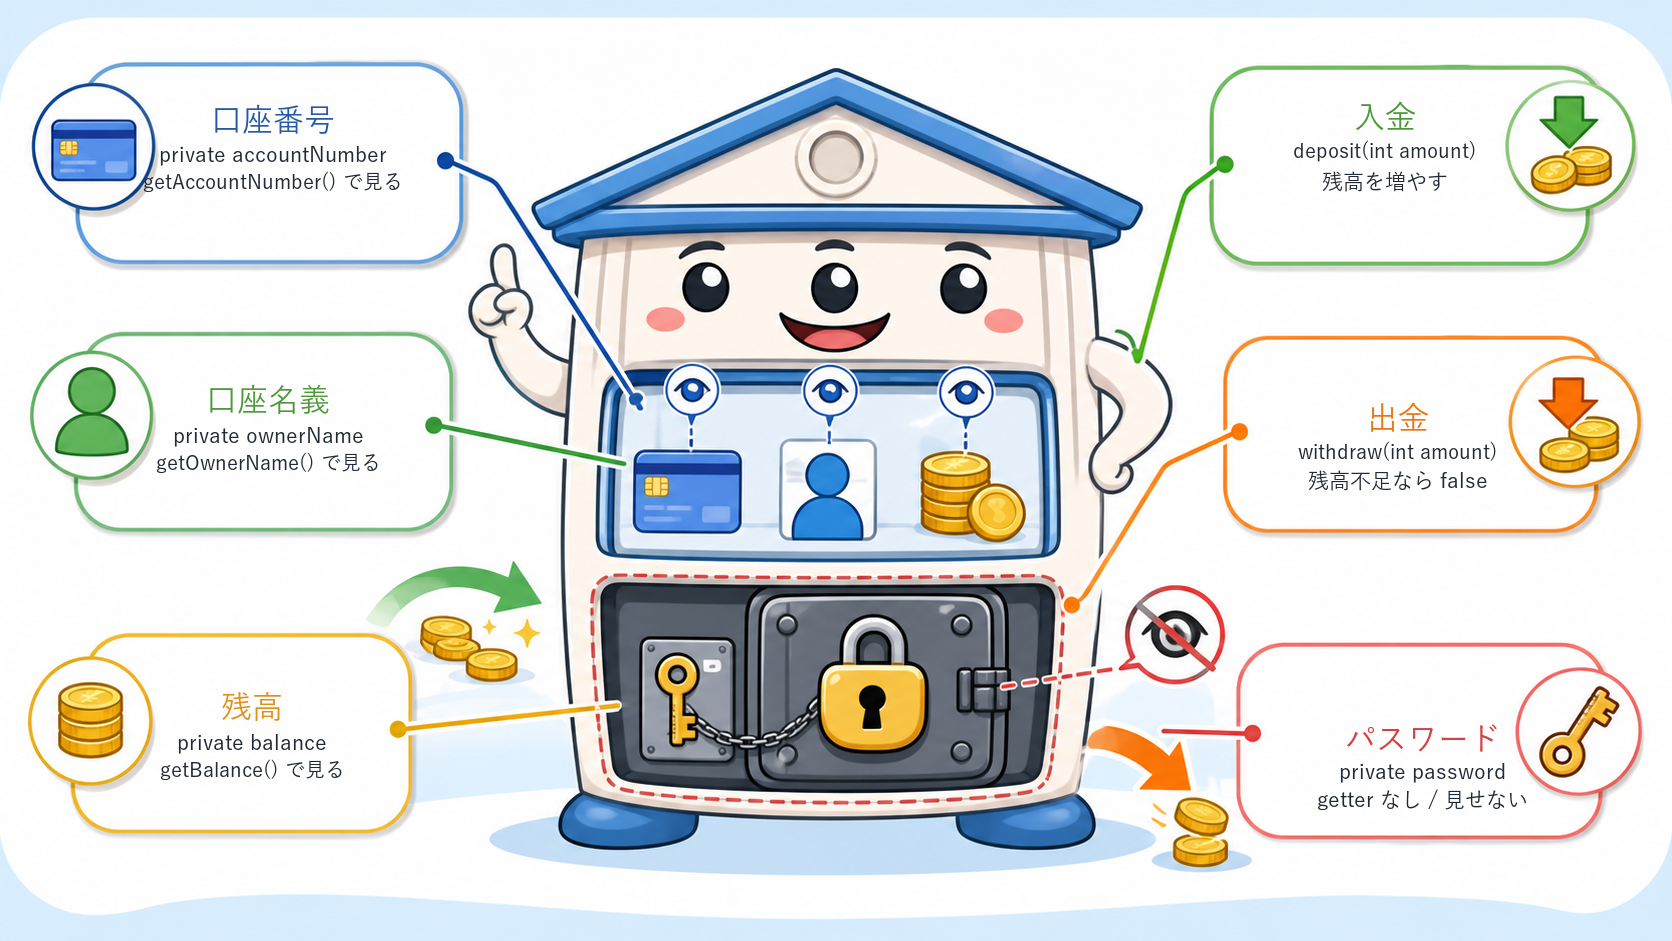 口座番号
private accountNumber
getAccountNumber() で見る
口座名義
private ownerName
getOwnerName() で見る
残高
private balance
getBalance() で見る
入金
deposit(int amount)
残高を増やす
出金
withdraw(int amount)
残高不足なら false
パスワード
private password
getter なし / 見せない